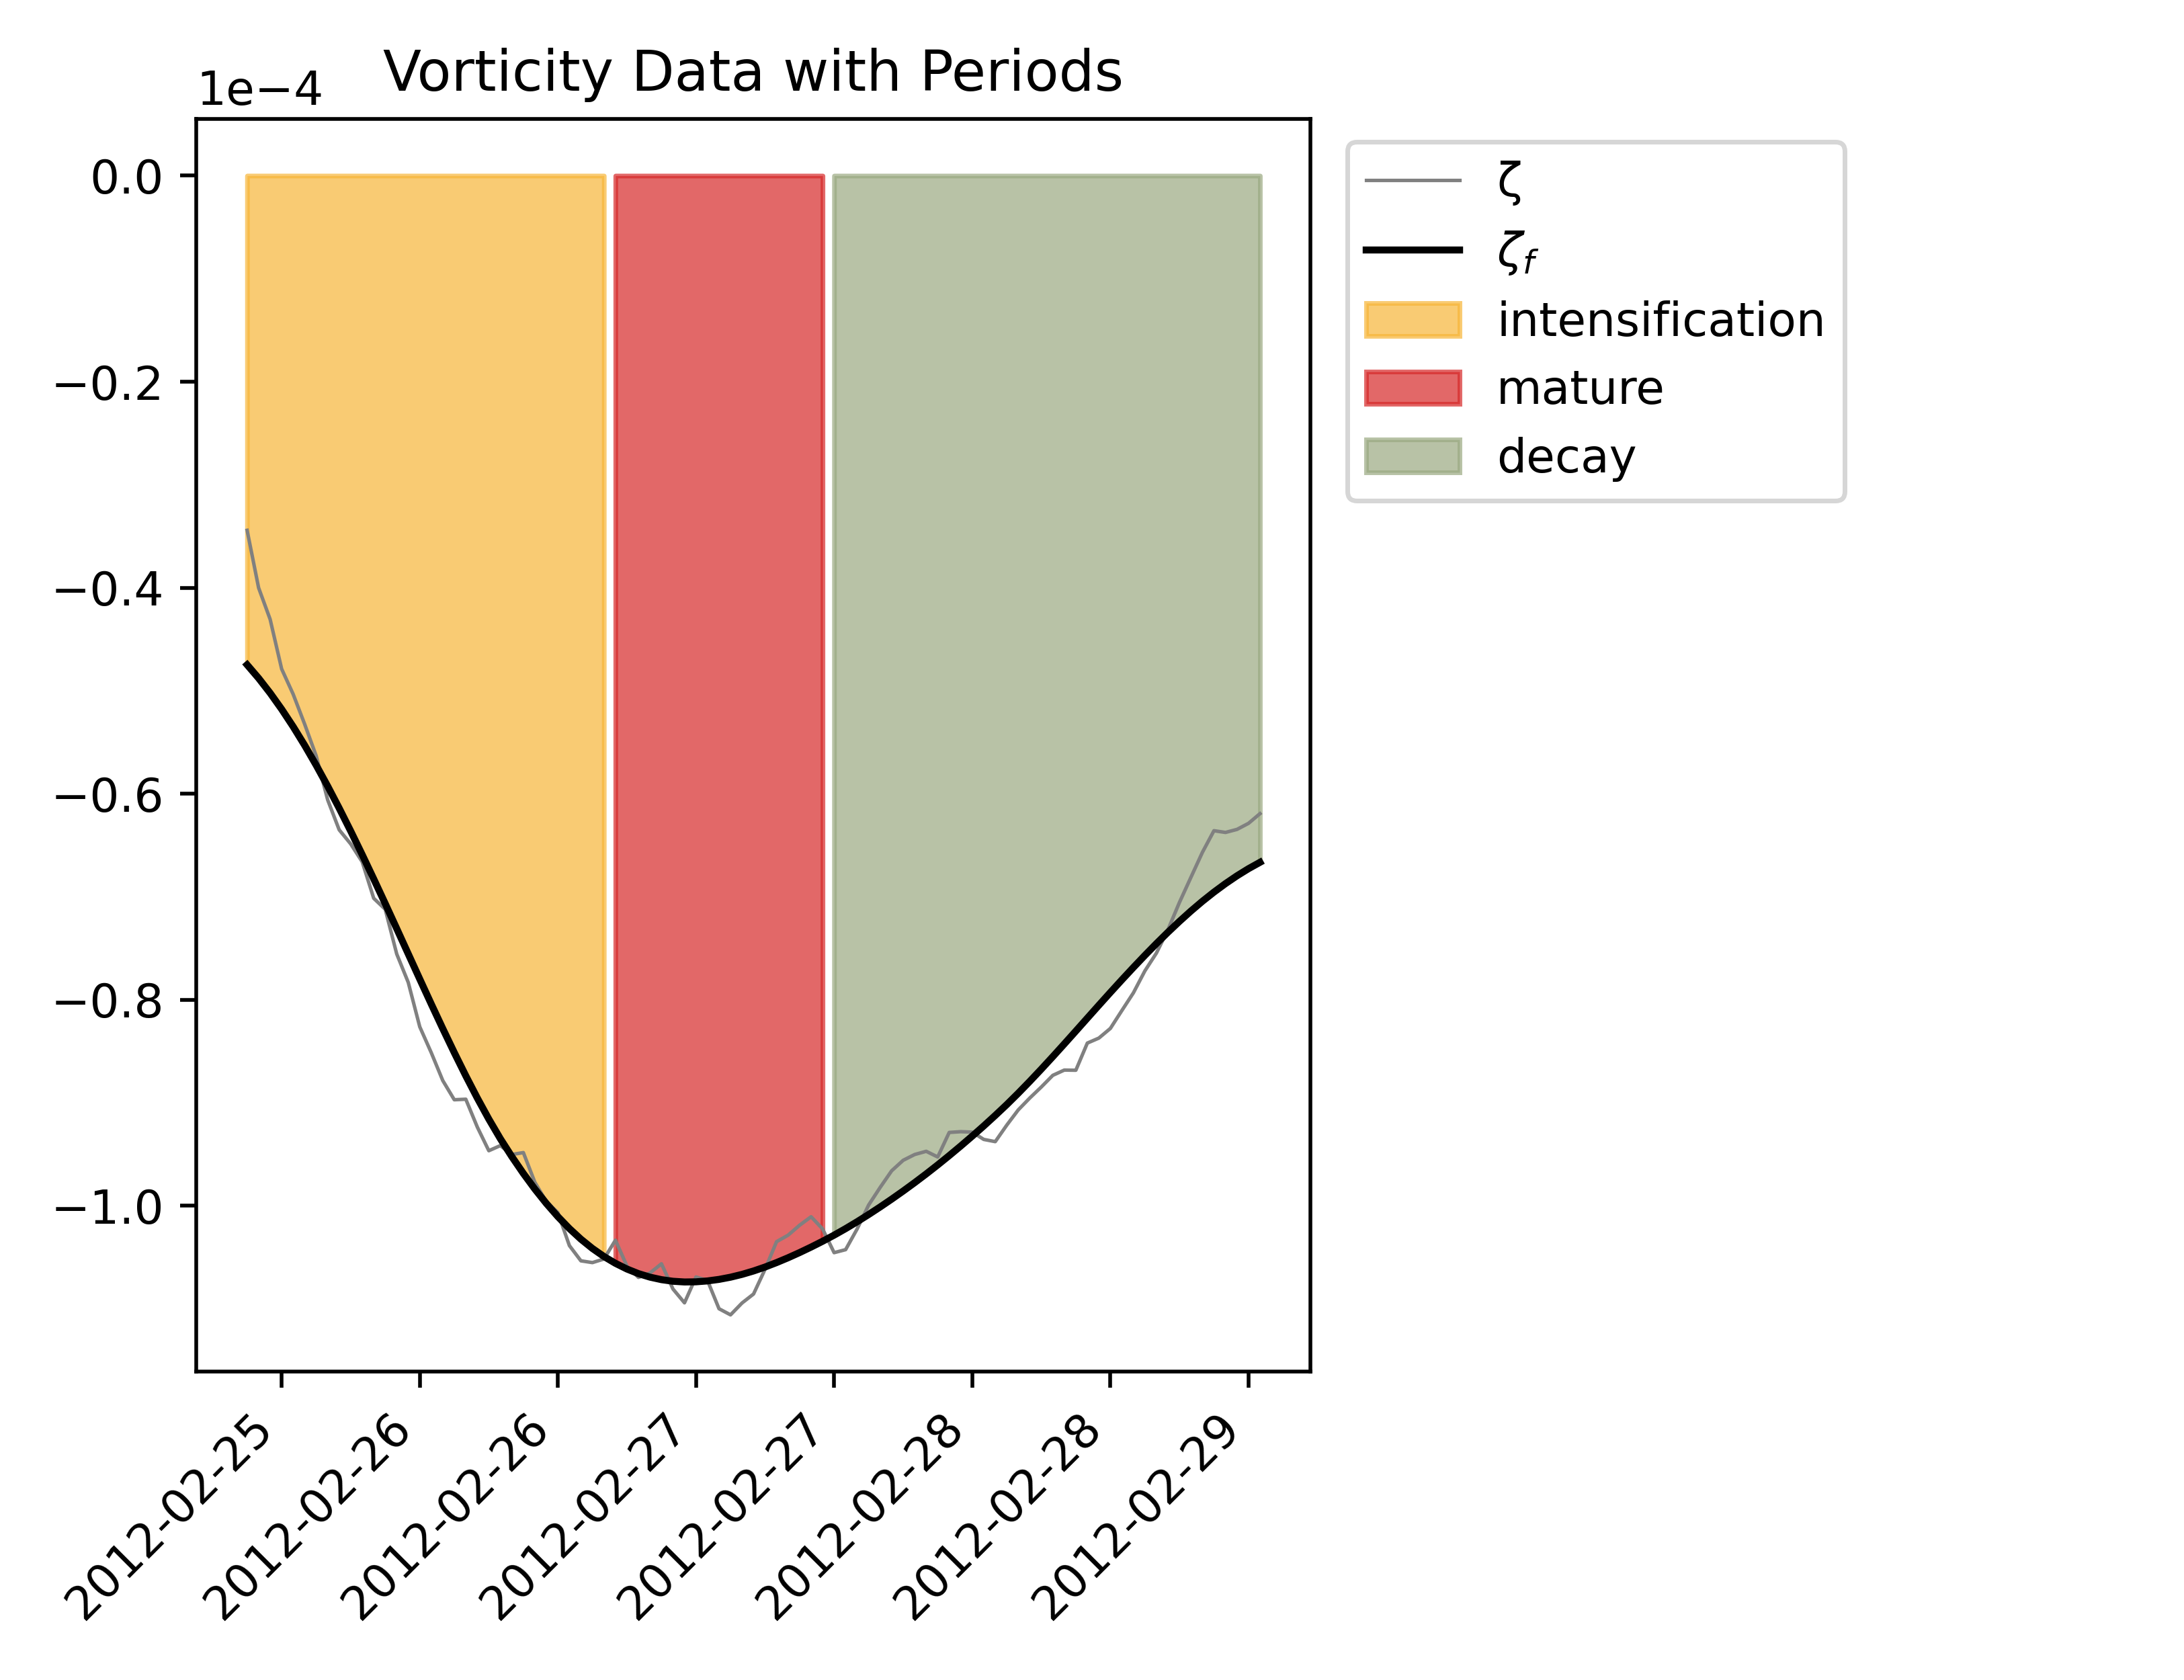 Vorticity Data with Periods
1e−4
0.0
−0.2
−0.4
−0.6
−0.8
−1.0
2012-02-25
2012-02-26
2012-02-26
2012-02-27
2012-02-27
2012-02-28
2012-02-28
2012-02-29
ζ
ζf
intensification
mature
decay